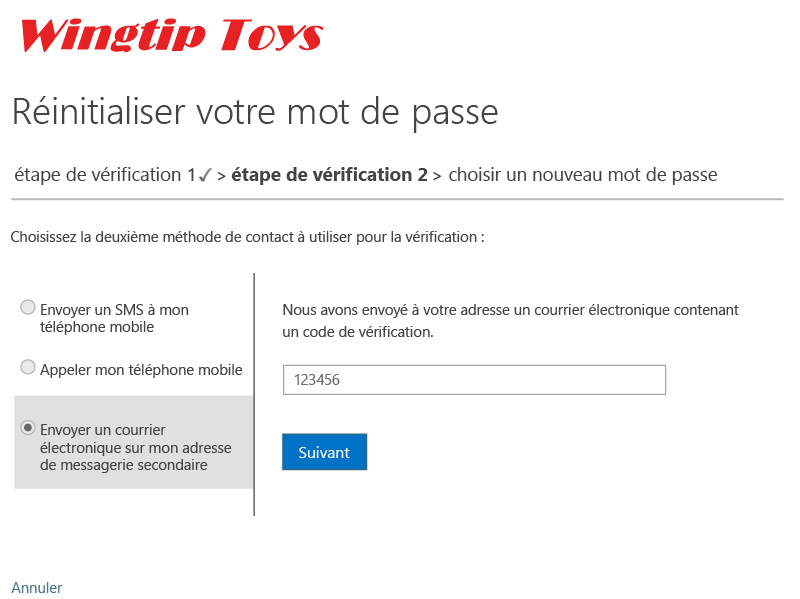 Wingtip Toys
Réinitialiser votre mot de passe
étape de vérification 1✓ > étape de vérification 2 > choisir un nouveau mot de passe
Choisissez la deuxième méthode de contact à utiliser pour la vérification :
Envoyer un SMS à mon
téléphone mobile
Appeler mon téléphone mobile
Envoyer un courrier
électronique sur mon adresse
de messagerie secondaire
Nous avons envoyé à votre adresse un courrier électronique contenant
un code de vérification.
123456
Suivant
Annuler